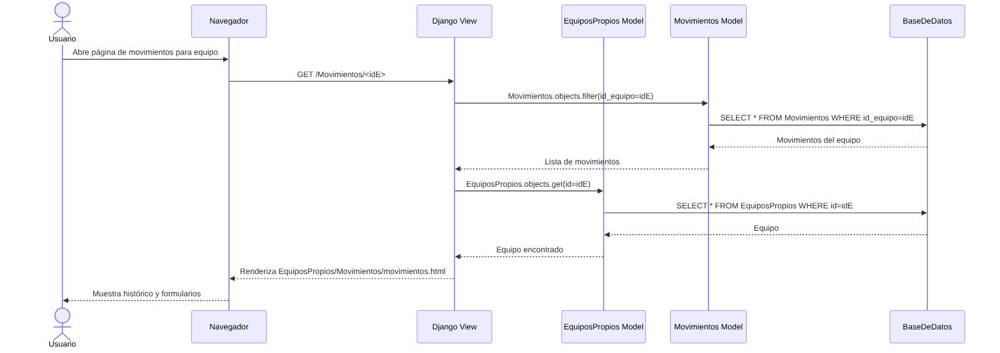 Usuario
Navegador
Django View
EquiposPropios Model
Movimientos Model
BaseDeDatos
Abre página de movimientos para equipo
GET /Movimientos/<idE>
Movimientos.objects.filter(id_equipo=idE)
SELECT * FROM Movimientos WHERE id_equipo=idE
Movimientos del equipo
Lista de movimientos
EquiposPropios.objects.get(id=idE)
SELECT * FROM EquiposPropios WHERE id=idE
Equipo
Equipo encontrado
Renderiza EquiposPropios/Movimientos/movimientos.html
Muestra histórico y formularios
Usuario
Navegador
Django View
EquiposPropios Model
Movimientos Model
BaseDeDatos